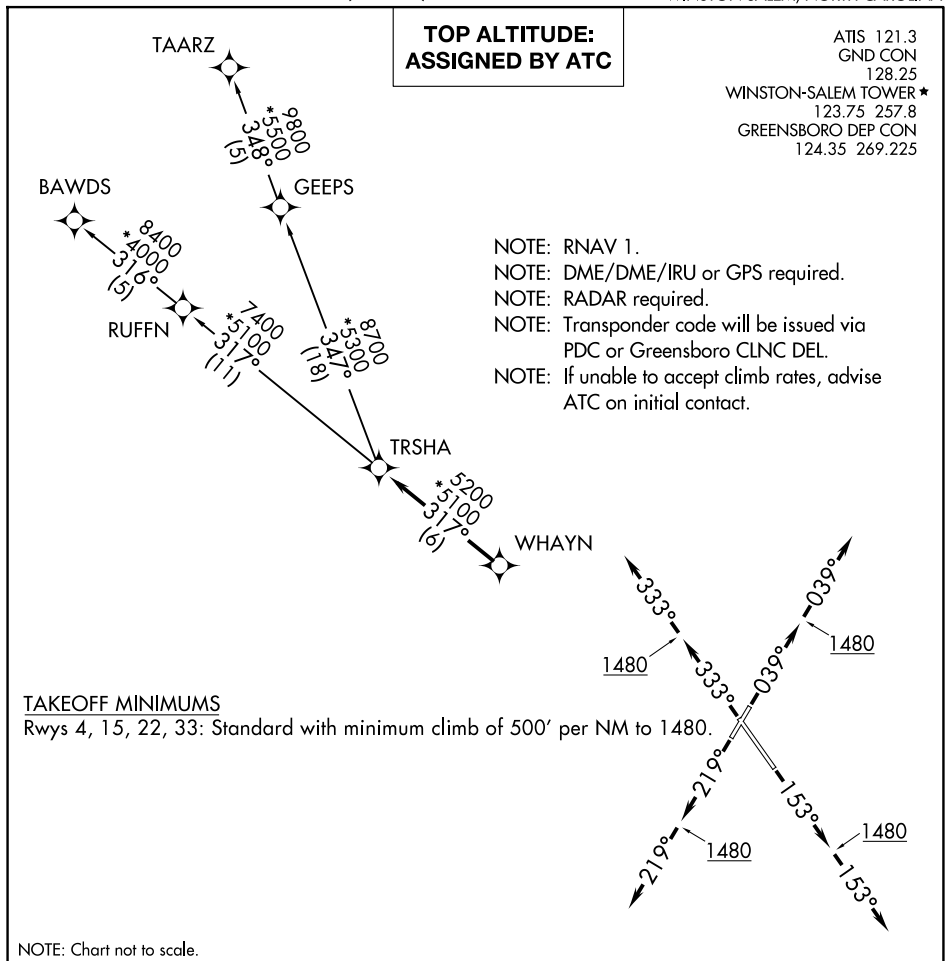 TOP ALTITUDE:
ASSIGNED BY ATC
ATIS 121.3
GND CON
128.25
WINSTON-SALEM TOWER ★
123.75 257.8
GREENSBORO DEP CON
124.35 269.225
TAARZ
9800
*5500
348°
(5)
GEEPS
BAWDS
8400
*4000
316°
(5)
RUFFN
7400
*5100
317°
(11)
8700
*5300
347°
(18)
NOTE: RNAV 1.
NOTE: DME/DME/IRU or GPS required.
NOTE: RADAR required.
NOTE: Transponder code will be issued via
PDC or Greensboro CLNC DEL.
NOTE: If unable to accept climb rates, advise
ATC on initial contact.
TRSHA
5200
*5100
317°
(6)
WHAYN
333°
039°
1480
1480
333°
039°
TAKEOFF MINIMUMS
Rwys 4, 15, 22, 33: Standard with minimum climb of 500' per NM to 1480.
219°
153°
1480
1480
219°
153°
NOTE: Chart not to scale.